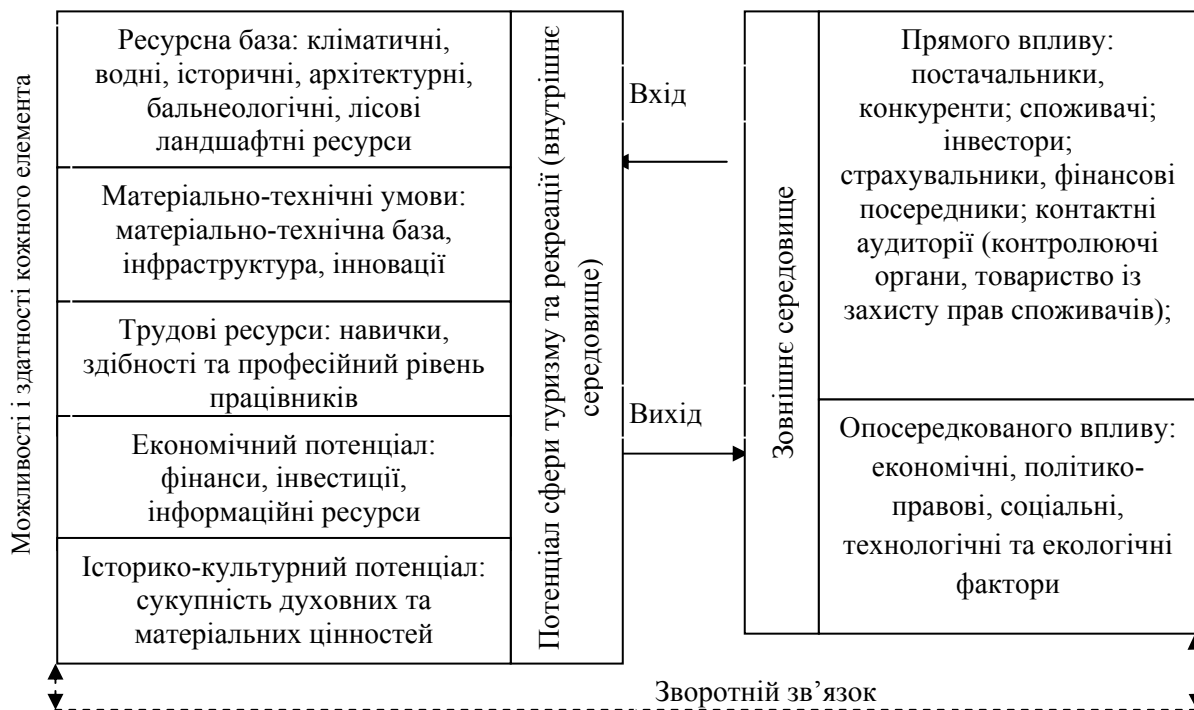 Можливості і здатності кожного елемента
Ресурсна база: кліматичні,
водні, історичні, архітектурні,
бальнеологічні, лісові
ландшафтні ресурси
Матеріально-технічні умови:
матеріально-технічна база,
інфраструктура, інновації
Трудові ресурси: навички,
здібності та професійний рівень
працівників
Економічний потенціал:
фінанси, інвестиції,
інформаційні ресурси
Історико-культурний потенціал:
сукупність духовних та
матеріальних цінностей
Потенціал сфери туризму та рекреації (внутрішнє
середовище)
Вхід
Вихід
Зовнішнє середовище
Прямого впливу:
постачальники,
конкуренти; споживачі;
інвестори;
страхувальники, фінансові
посередники; контактні
аудиторії (контролюючі
органи, товариство із
захисту прав споживачів);
Опосередкованого впливу:
економічні, політико-
правові, соціальні,
технологічні та екологічні
фактори
Зворотній зв’язок